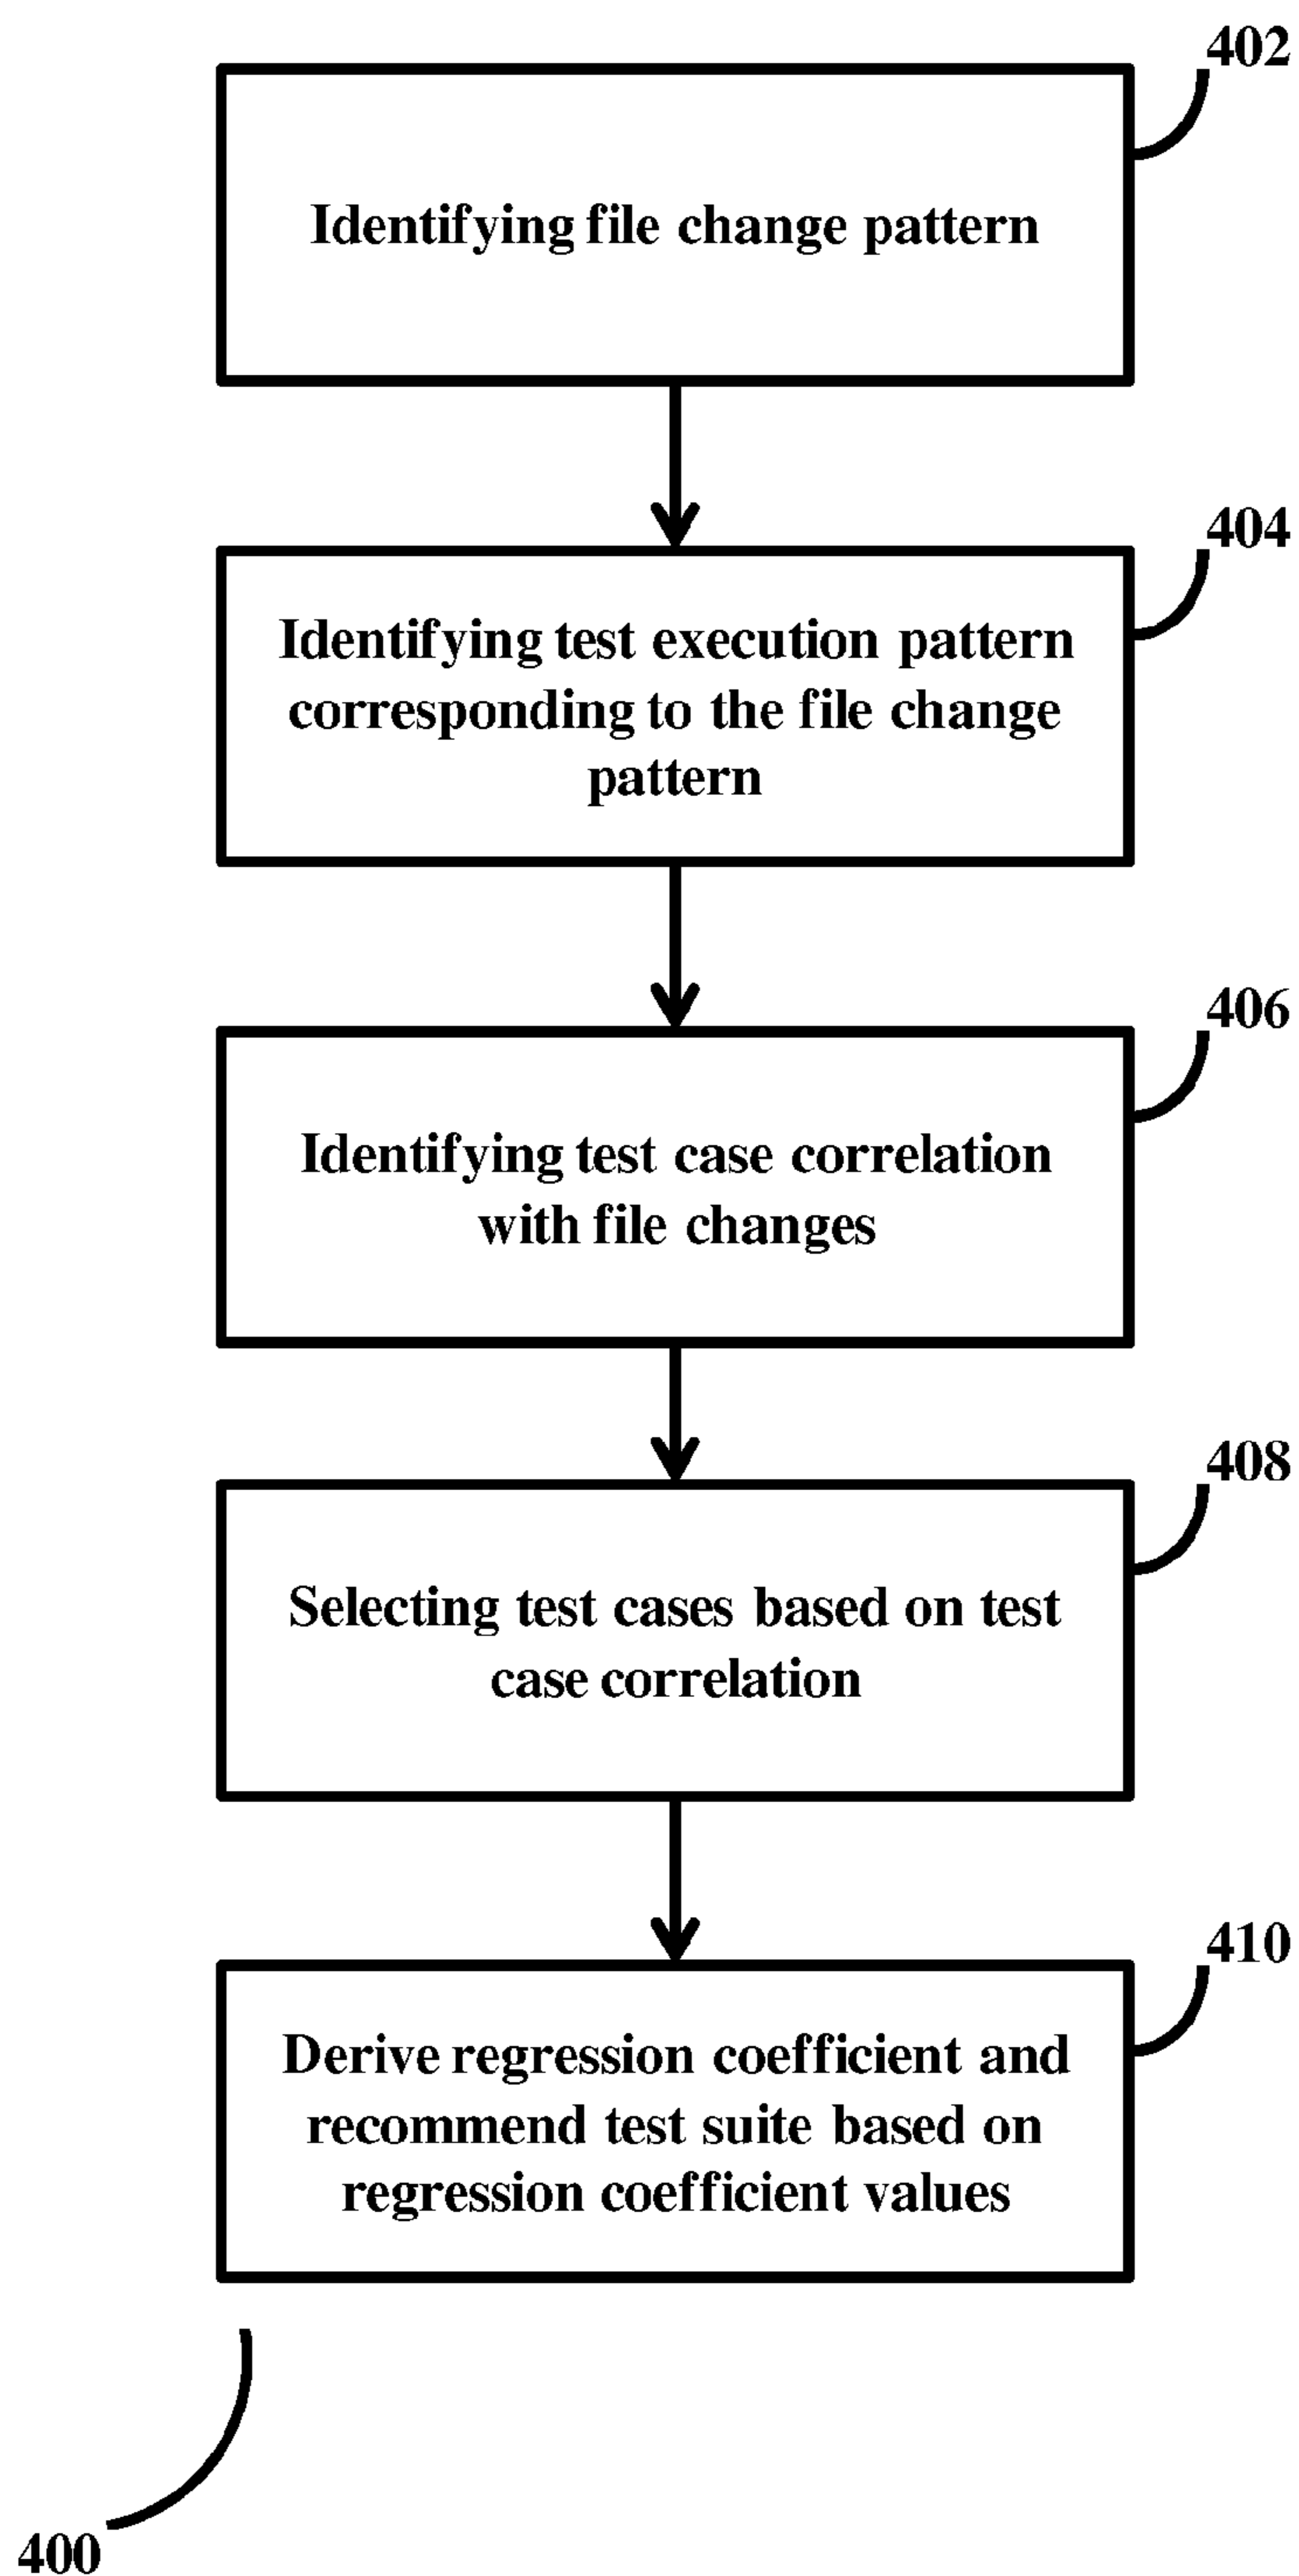 402
Identifying file change pattern
404
Identifying test execution pattern
corresponding to the file change
pattern
406
Identifying test case correlation
with file changes
408
Selecting test cases based on test
case correlation
410
Derive regression coefficient and
recommend test suite based on
regression coefficient values
400